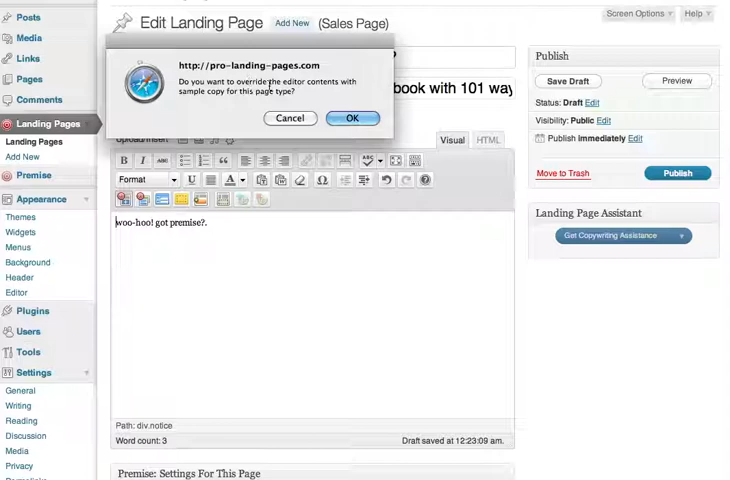 Posts
Media
Links
Pages
Comments
Landing Pages
Landing Pages
Add New
Premise
Appearance
Themes
Widgets
Menus
Background
Header
Editor
Plugins
Users
Tools
Settings
General
Writing
Reading
Discussion
Media
Privacy
Edit Landing Page Add New (Sales Page)
Screen Options Help
http://pro-landing-pages.com
Do you want to override the editor contents with
sample copy for this page type?
Cancel OK
book with 101 way
Upload/Insert
Visual HTML
B I ABC
Format U A
woo-hoo! got premise?.
Path: div.notice
Word count: 3 Draft saved at 12:23:09 am.
Premise: Settings For This Page
Publish
Save Draft Preview
Status: Draft Edit
Visibility: Public Edit
Publish immediately Edit
Move to Trash Publish
Landing Page Assistant
Get Copywriting Assistance